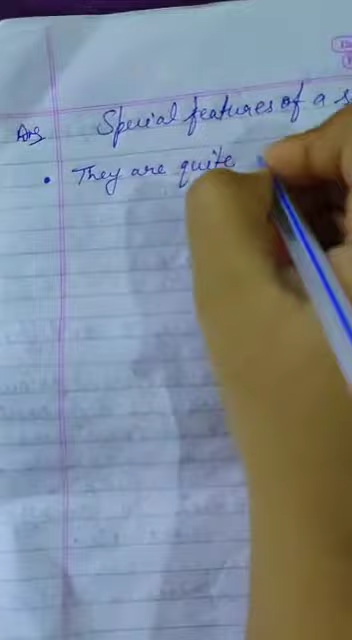 Ans Special features of a
• They are quite